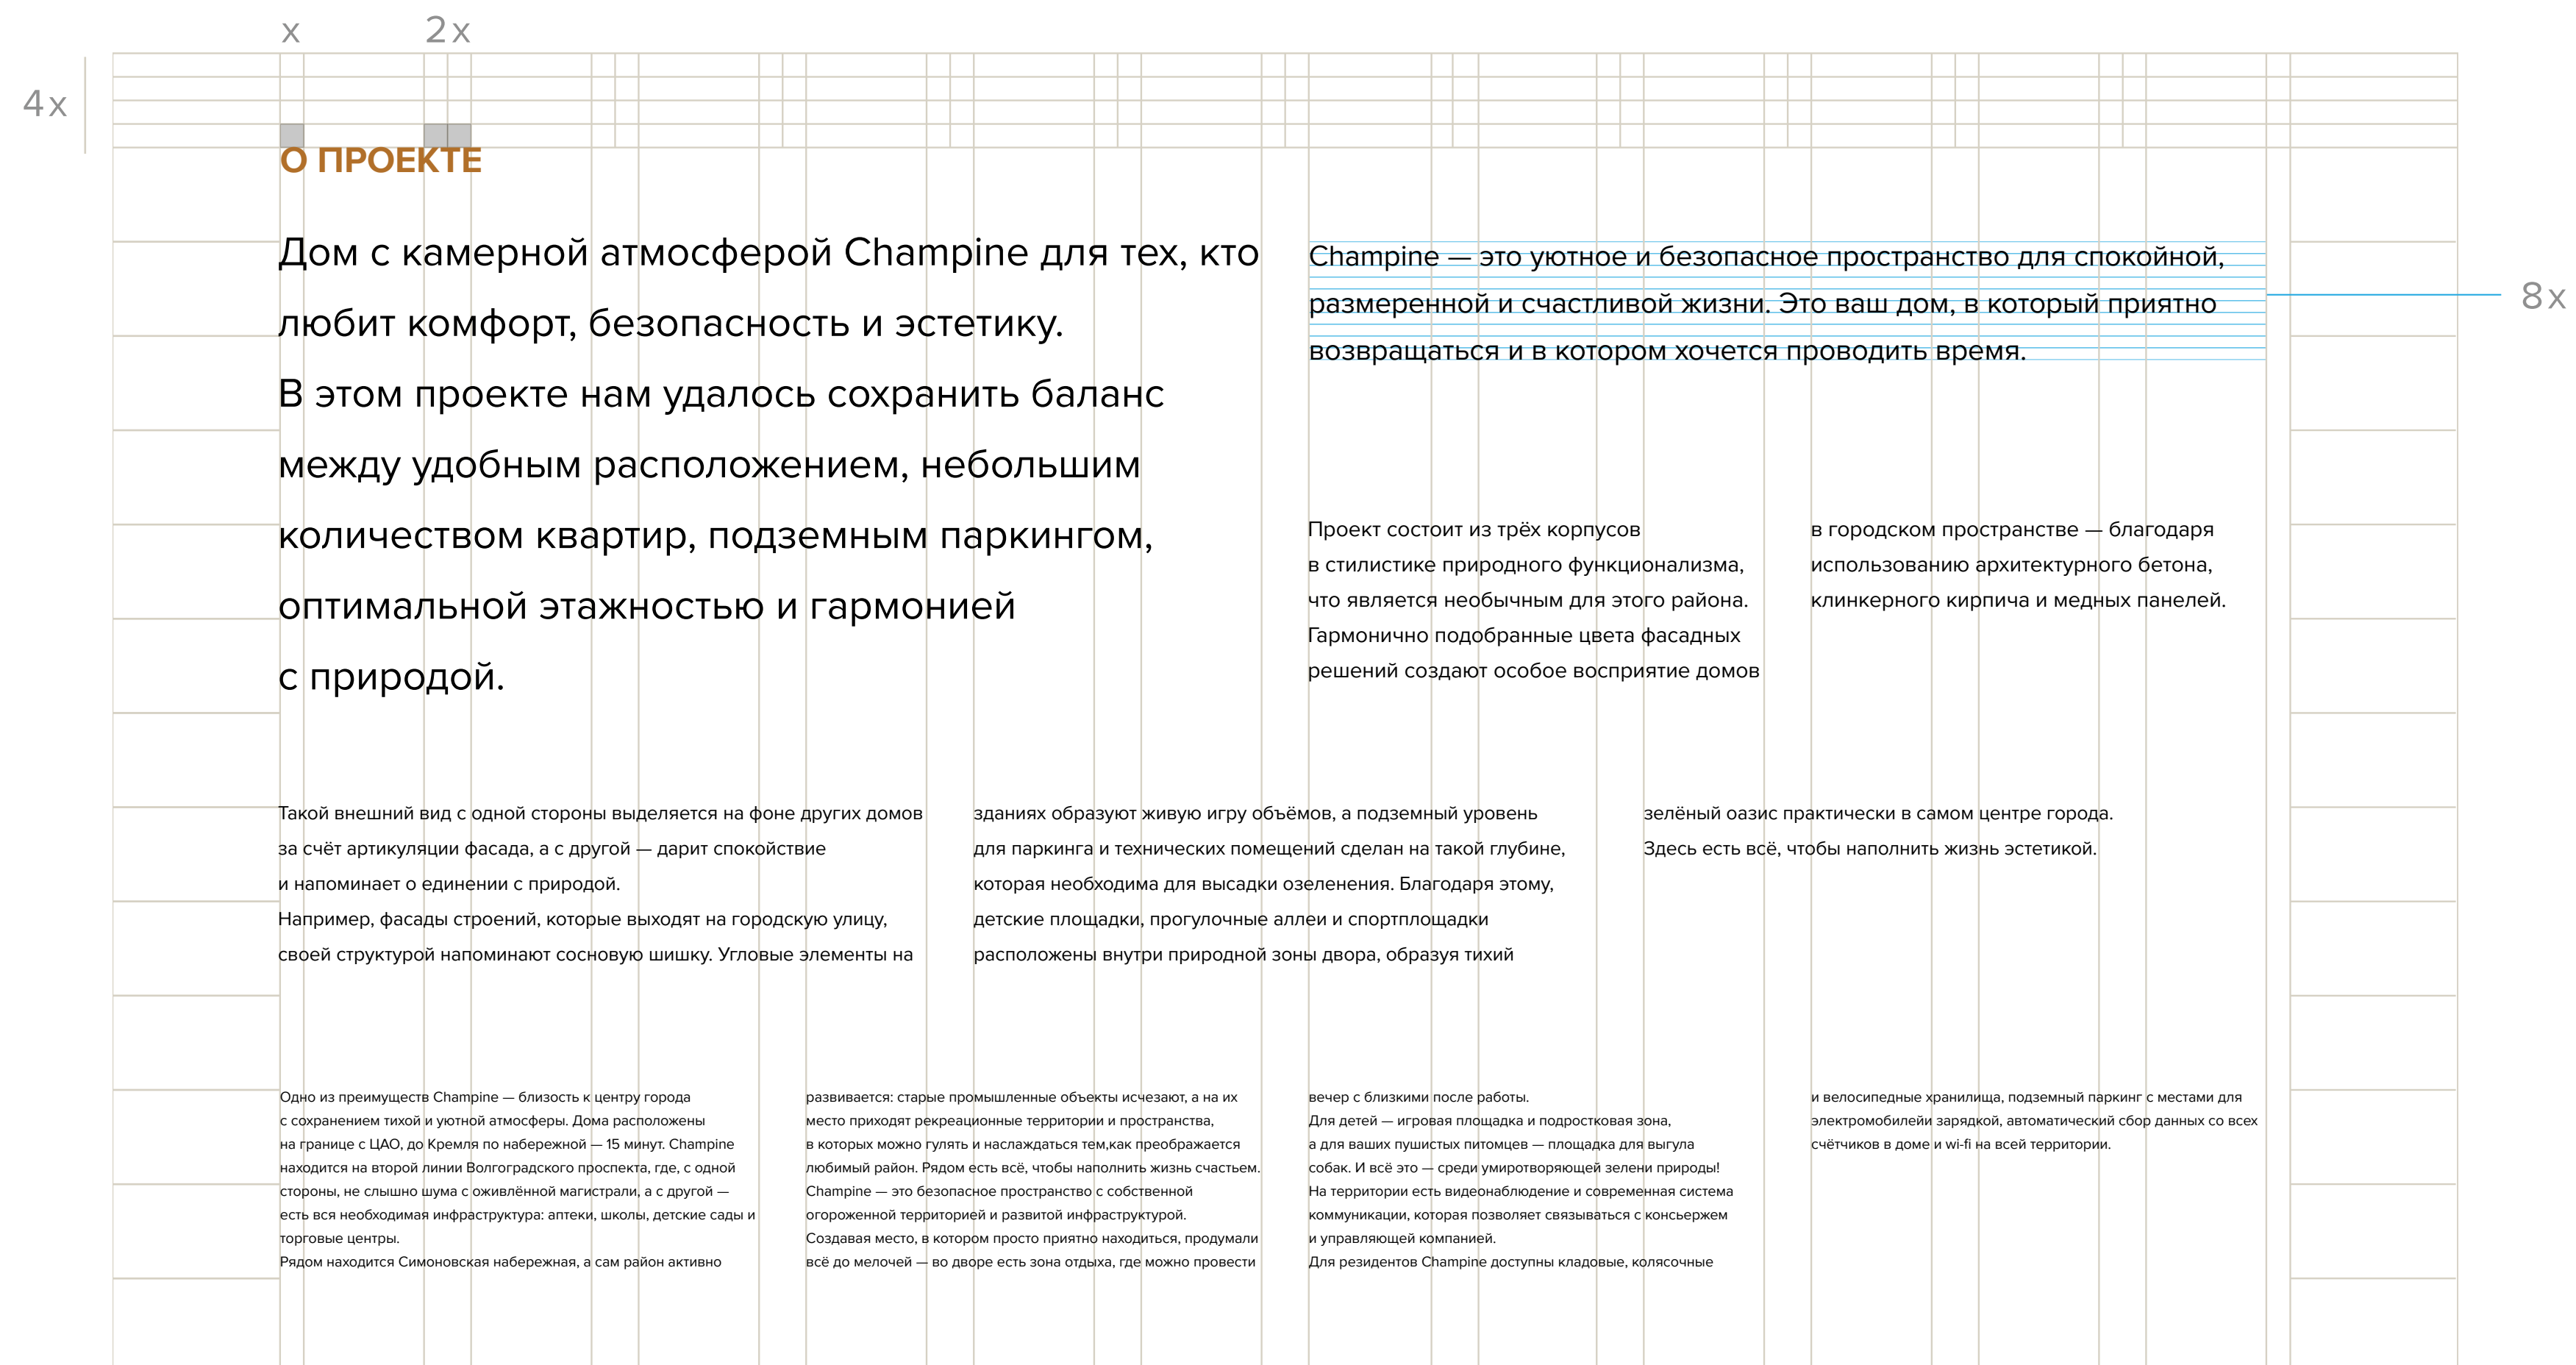 x
2x
4x
О ПРОЕКТЕ
Дом с камерной атмосферой Champine для тех, кто
любит комфорт, безопасность и эстетику.
В этом проекте нам удалось сохранить баланс
между удобным расположением, небольшим
количеством квартир, подземным паркингом,
оптимальной этажностью и гармонией
с природой.
Champine — это уютное и безопасное пространство для спокойной,
размеренной и счастливой жизни. Это ваш дом, в который приятно
возвращаться и в котором хочется проводить время.
8x
Проект состоит из трёх корпусов
в стилистике природного функционализма,
что является необычным для этого района.
Гармонично подобранные цвета фасадных
решений создают особое восприятие домов
в городском пространстве — благодаря
использованию архитектурного бетона,
клинкерного кирпича и медных панелей.
Такой внешний вид с одной стороны выделяется на фоне других домов
за счёт артикуляции фасада, а с другой — дарит спокойствие
и напоминает о единении с природой.
Например, фасады строений, которые выходят на городскую улицу,
своей структурой напоминают сосновую шишку. Угловые элементы на
зданиях образуют живую игру объёмов, а подземный уровень
для паркинга и технических помещений сделан на такой глубине,
которая необходима для высадки озеленения. Благодаря этому,
детские площадки, прогулочные аллеи и спортплощадки
расположены внутри природной зоны двора, образуя тихий
зелёный оазис практически в самом центре города.
Здесь есть всё, чтобы наполнить жизнь эстетикой.
Одно из преимуществ Champine — близость к центру города
с сохранением тихой и уютной атмосферы. Дома расположены
на границе с ЦАО, до Кремля по набережной — 15 минут. Champine
находится на второй линии Волгоградского проспекта, где, с одной
стороны, не слышно шума с оживлённой магистрали, а с другой —
есть вся необходимая инфраструктура: аптеки, школы, детские сады и
торговые центры.
Рядом находится Симоновская набережная, а сам район активно
развивается: старые промышленные объекты исчезают, а на их
место приходят рекреационные территории и пространства,
в которых можно гулять и наслаждаться тем,как преображается
любимый район. Рядом есть всё, чтобы наполнить жизнь счастьем.
Champine — это безопасное пространство с собственной
огороженной территорией и развитой инфраструктурой.
Создавая место, в котором просто приятно находиться, продумали
всё до мелочей — во дворе есть зона отдыха, где можно провести
вечер с близкими после работы.
Для детей — игровая площадка и подростковая зона,
а для ваших пушистых питомцев — площадка для выгула
собак. И всё это — среди умиротворяющей зелени природы!
На территории есть видеонаблюдение и современная система
коммуникации, которая позволяет связываться с консьержем
и управляющей компанией.
Для резидентов Champine доступны кладовые, колясочные
и велосипедные хранилища, подземный паркинг с местами для
электромобилейи зарядкой, автоматический сбор данных со всех
счётчиков в доме и wi-fi на всей территории.